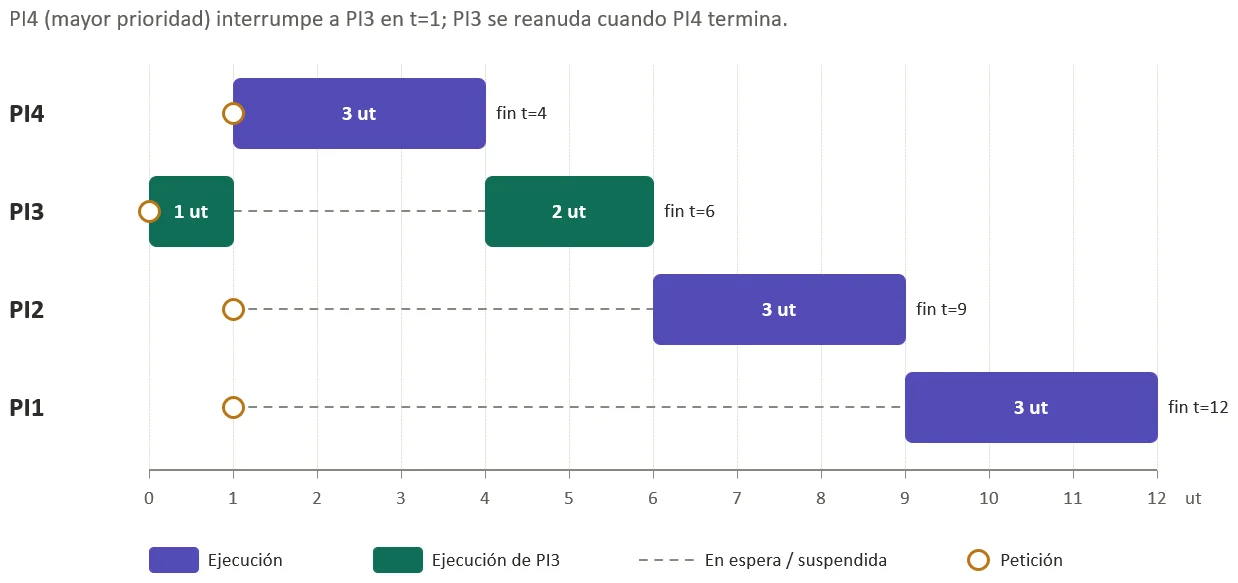 PI4 (mayor prioridad) interrumpe a PI3 en t=1; PI3 se reanuda cuando PI4 termina.
PI4
3 ut
fin t=4
PI3
1 ut
2 ut
fin t=6
PI2
3 ut
fin t=9
PI1
3 ut
fin t=12
0 1 2 3 4 5 6 7 8 9 10 11 12 ut
Ejecución
Ejecución de PI3
En espera / suspendida
Petición